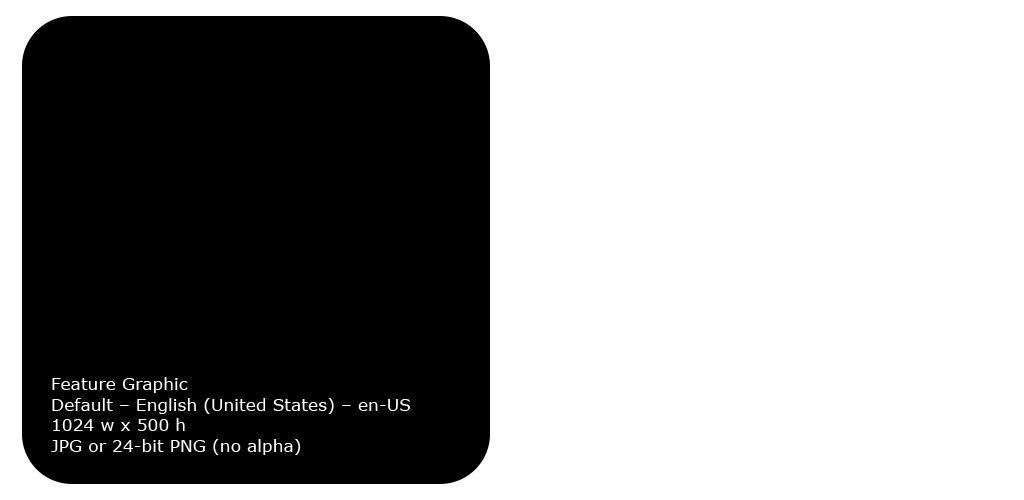 Feature Graphic
Default – English (United States) – en-US
1024 w x 500 h
JPG or 24-bit PNG (no alpha)